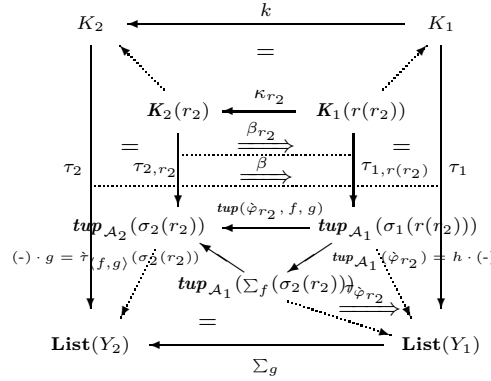 k
K₂ K₁
=
κ_{r₂}
K₂(r₂) K₁(r(r₂))
β_{r₂}
⟹
= =
τ₂ τ_{2,r₂} β τ_{1,r(r₂)} τ₁
⟹
tup(φ̀_{r₂}, f, g)
tup_{𝒜₂}(σ₂(r₂)) tup_{𝒜₁}(σ₁(r(r₂)))
(-) · g = τ̀_{⟨f,g⟩}(σ₂(r₂)) tup_{𝒜₁}(φ̀_{r₂}) = h · (-)
tup_{𝒜₁}(∑_f(σ₂(r₂)))
⟹
=
List(Y₂) List(Y₁)
Σ_g